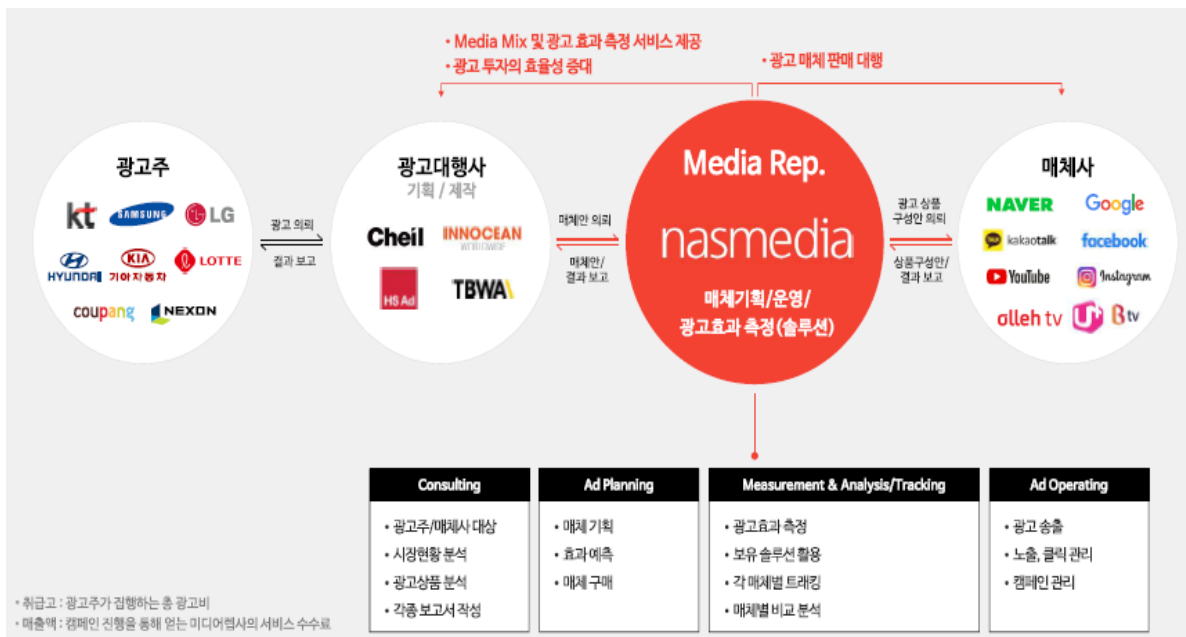 • Media Mix 및 광고 효과 측정 서비스 제공
• 광고 투자의 효율성 증대
• 광고 매체 판매 대행
광고주
kt SAMSUNG LG
HYUNDAI KIA 기아자동차 LOTTE
coupang NEXON
광고 의뢰
결과 보고
광고대행사
기획 / 제작
Cheil INNOCEAN WORLDWIDE
HS Ad TBWA\
매체안 의뢰
매체안/
결과 보고
Media Rep.
nasmedia
매체기획/운영/
광고효과 측정(솔루션)
광고 상품
구성안 의뢰
상품구성안/
결과 보고
매체사
NAVER Google
TALK kakaotalk facebook
YouTube Instagram
olleh tv U+ B tv
Consulting
• 광고주/매체사 대상
• 시장현황 분석
• 광고상품 분석
• 각종 보고서 작성
Ad Planning
• 매체 기획
• 효과 예측
• 매체 구매
Measurement & Analysis/Tracking
• 광고효과 측정
• 보유 솔루션 활용
• 각 매체별 트래킹
• 매체별 비교 분석
Ad Operating
• 광고 송출
• 노출, 클릭 관리
• 캠페인 관리
• 취급고 : 광고주가 집행하는 총 광고비
• 매출액 : 캠페인 진행을 통해 얻는 미디어렙사의 서비스 수수료